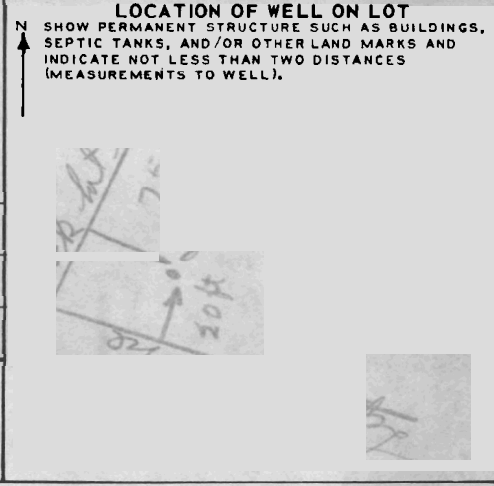 LOCATION OF WELL ON LOT
N SHOW PERMANENT STRUCTURE SUCH AS BUILDINGS,
SEPTIC TANKS, AND/OR OTHER LAND MARKS AND
INDICATE NOT LESS THAN TWO DISTANCES
(MEASUREMENTS TO WELL).
20 ft